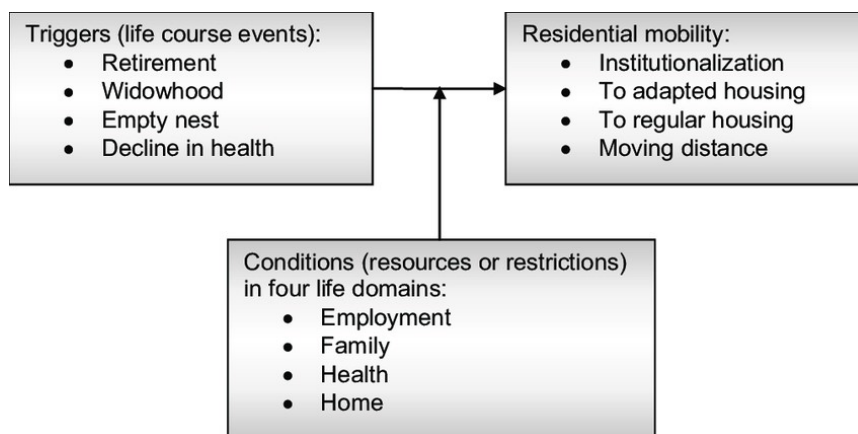 Triggers (life course events):
• Retirement
• Widowhood
• Empty nest
• Decline in health
Residential mobility:
• Institutionalization
• To adapted housing
• To regular housing
• Moving distance
Conditions (resources or restrictions)
in four life domains:
• Employment
• Family
• Health
• Home